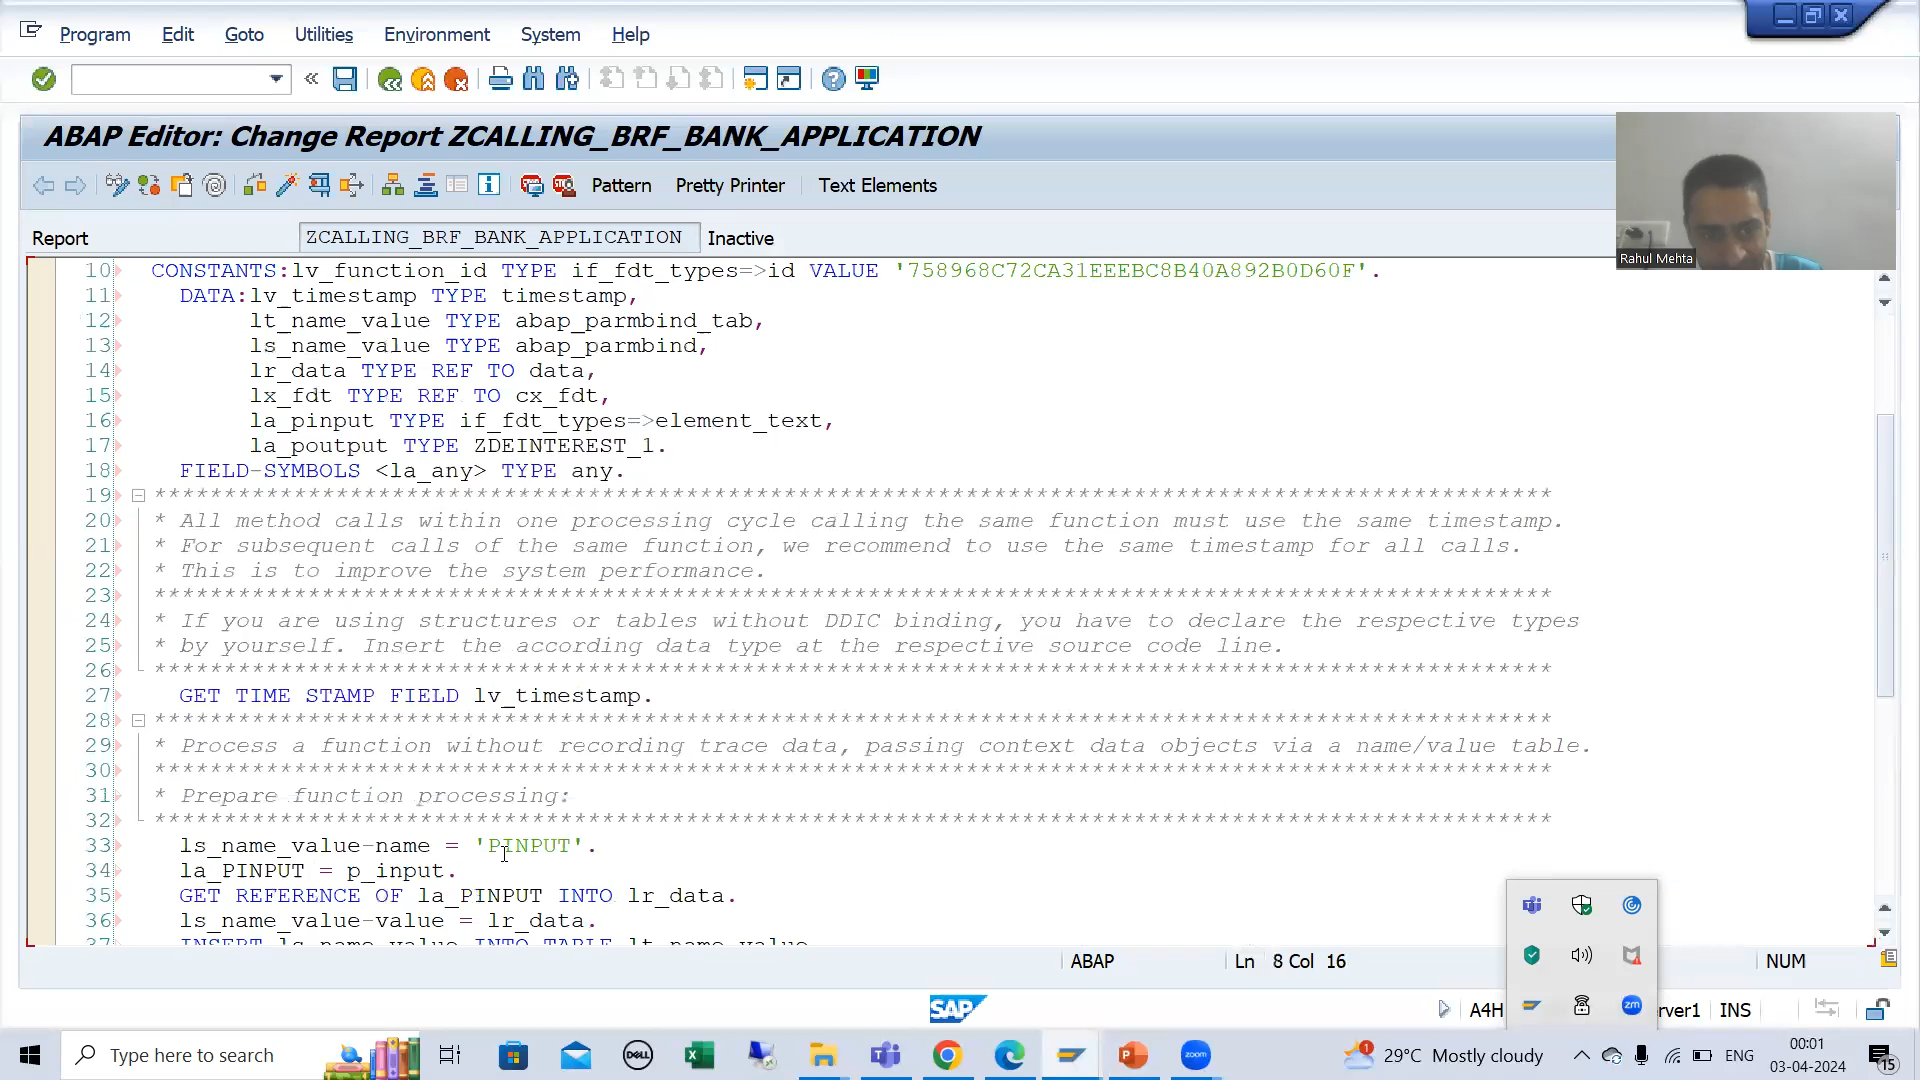 Program Edit Goto Utilities Environment System Help
ABAP Editor: Change Report ZCALLING_BRF_BANK_APPLICATION
Pattern Pretty Printer Text Elements
Report ZCALLING_BRF_BANK_APPLICATION Inactive
Rahul Mehta
10 CONSTANTS:lv_function_id TYPE if_fdt_types=>id VALUE '758968C72CA31EEEBC8B40A892B0D60F'.
11 DATA:lv_timestamp TYPE timestamp,
12 lt_name_value TYPE abap_parmbind_tab,
13 ls_name_value TYPE abap_parmbind,
14 lr_data TYPE REF TO data,
15 lx_fdt TYPE REF TO cx_fdt,
16 la_pinput TYPE if_fdt_types=>element_text,
17 la_poutput TYPE ZDEINTEREST_1.
18 FIELD-SYMBOLS <la_any> TYPE any.
19 ****************************************************************************************************
20 * All method calls within one processing cycle calling the same function must use the same timestamp.
21 * For subsequent calls of the same function, we recommend to use the same timestamp for all calls.
22 * This is to improve the system performance.
23 ****************************************************************************************************
24 * If you are using structures or tables without DDIC binding, you have to declare the respective types
25 * by yourself. Insert the according data type at the respective source code line.
26 ****************************************************************************************************
27 GET TIME STAMP FIELD lv_timestamp.
28 ****************************************************************************************************
29 * Process a function without recording trace data, passing context data objects via a name/value table.
30 ****************************************************************************************************
31 * Prepare function processing:
32 ****************************************************************************************************
33 ls_name_value-name = 'PINPUT'.
34 la_PINPUT = p_input.
35 GET REFERENCE OF la_PINPUT INTO lr_data.
36 ls_name_value-value = lr_data.
37 INSERT ls_name_value INTO TABLE lt_name_value
ABAP Ln 8 Col 16 NUM
SAP A4H rver1 INS
zm
Type here to search
DELL
zoom
29°C Mostly cloudy
ENG
00:01
03-04-2024
15